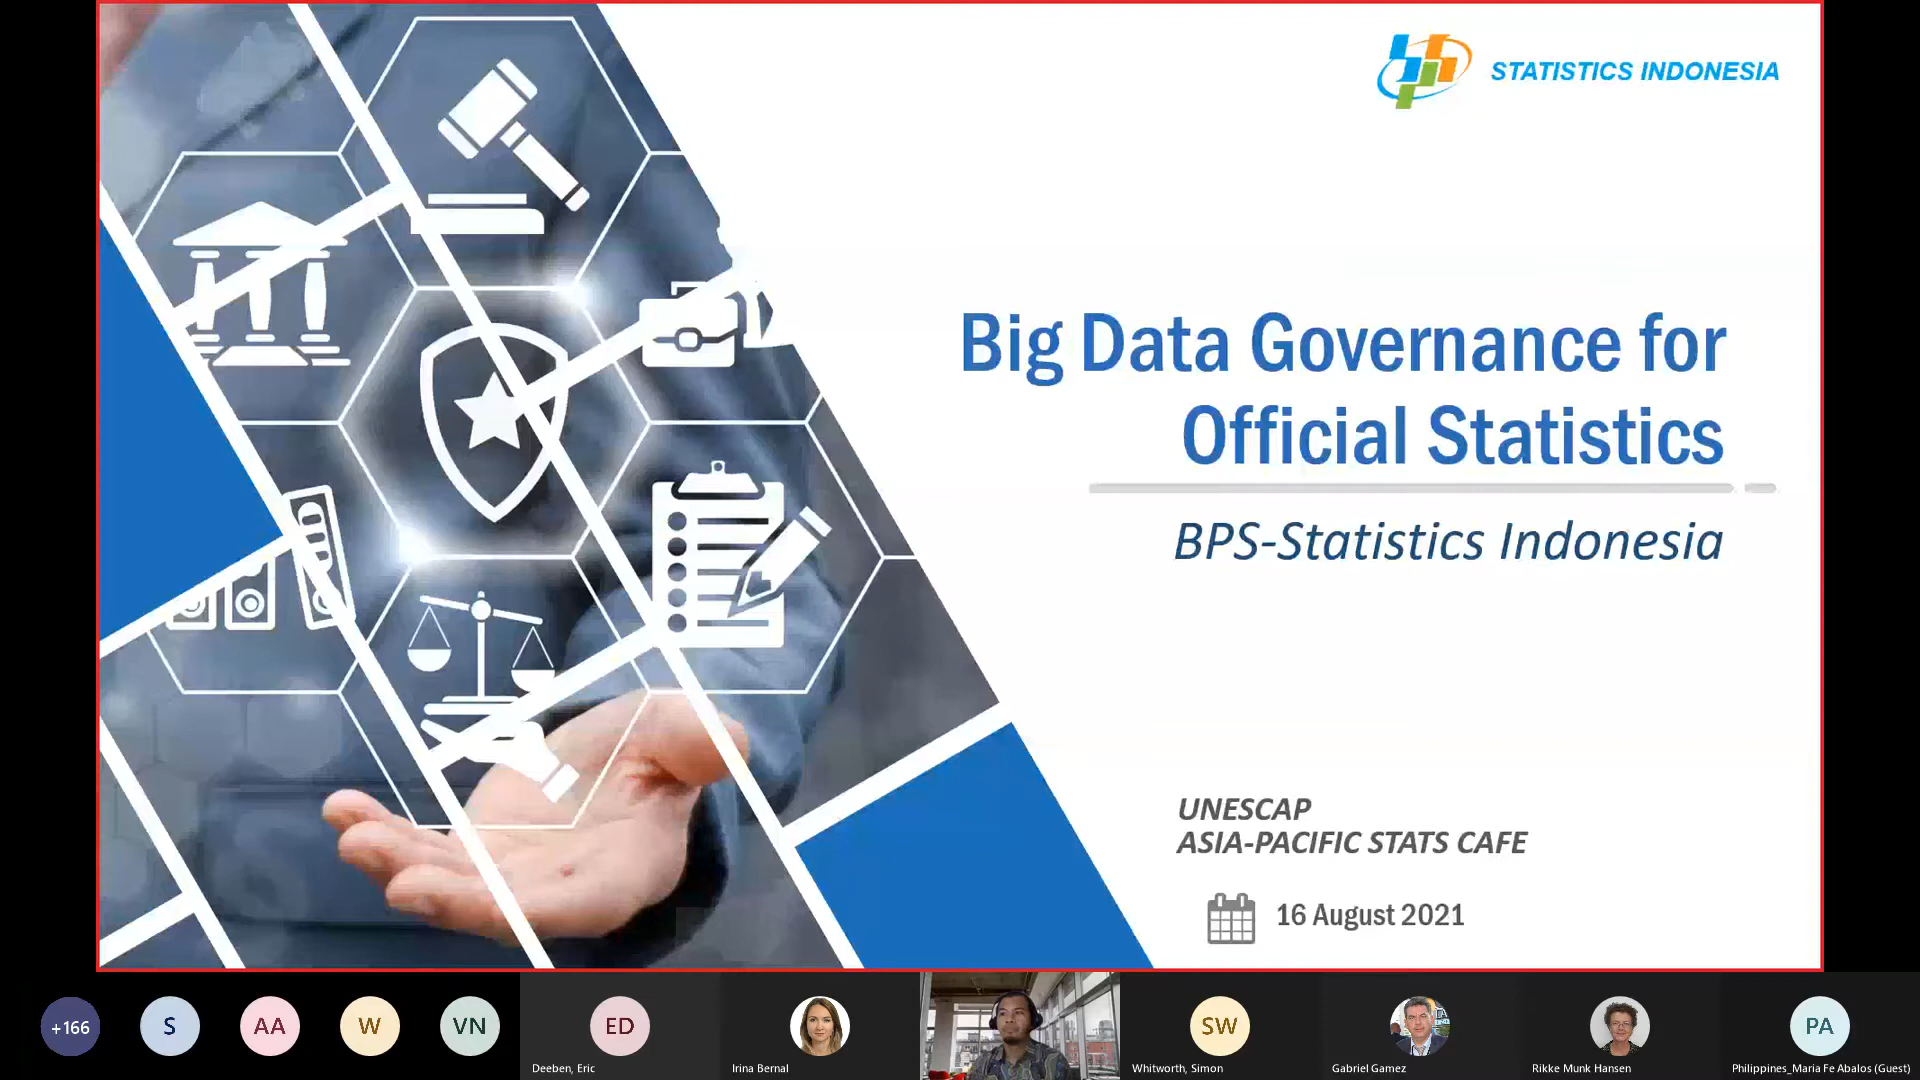 STATISTICS INDONESIA
Big Data Governance for
Official Statistics
BPS-Statistics Indonesia
UNESCAP
ASIA-PACIFIC STATS CAFE
16 August 2021
+166
S
AA
W
VN
ED
SW
PA
Deeben, Eric
Irina Bernal
Whitworth, Simon
Gabriel Gamez
Rikke Munk Hansen
Philippines_Maria Fe Abalos (Guest)